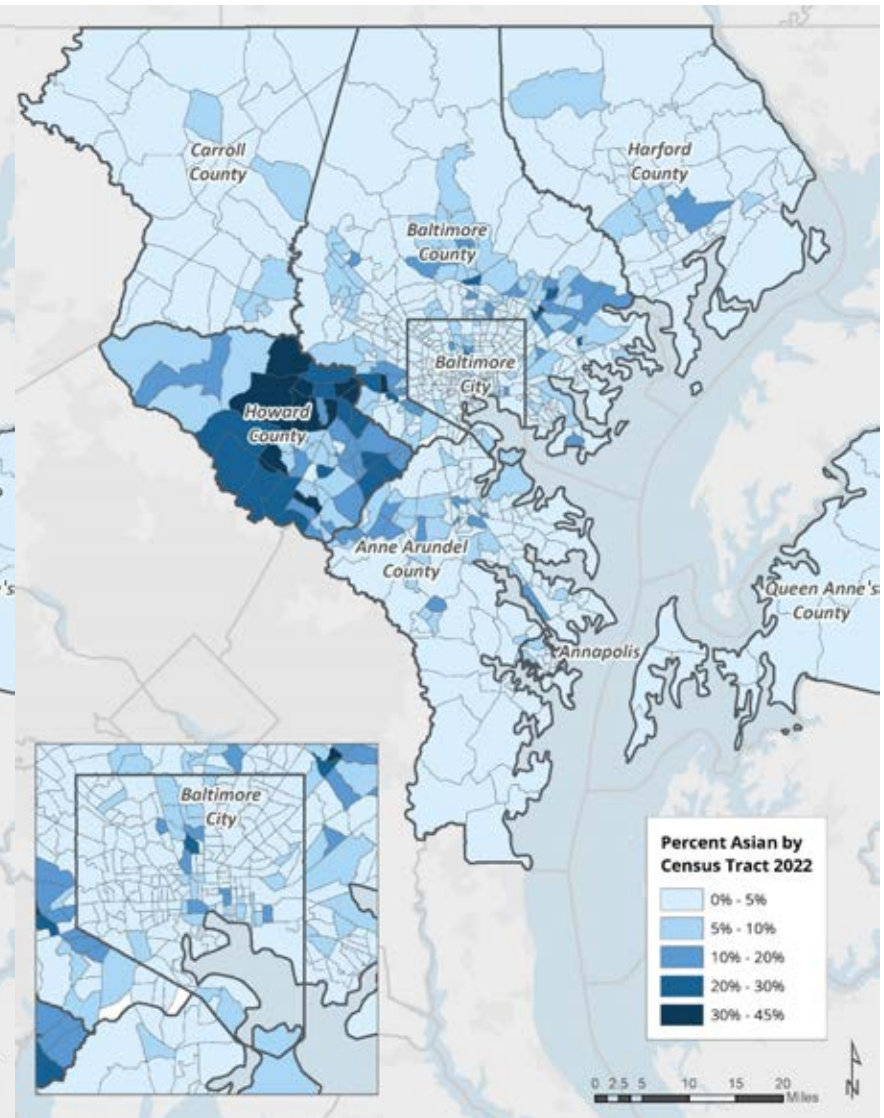 Carroll
County
Harford
County
Baltimore
County
Baltimore
City
Howard
County
Anne Arundel
County
's
Queen Anne's
County
Annapolis
Baltimore
City
Percent Asian by
Census Tract 2022
0% - 5%
5% - 10%
10% - 20%
20% - 30%
30% - 45%
0 2.5 5 10 15 20
Miles
N